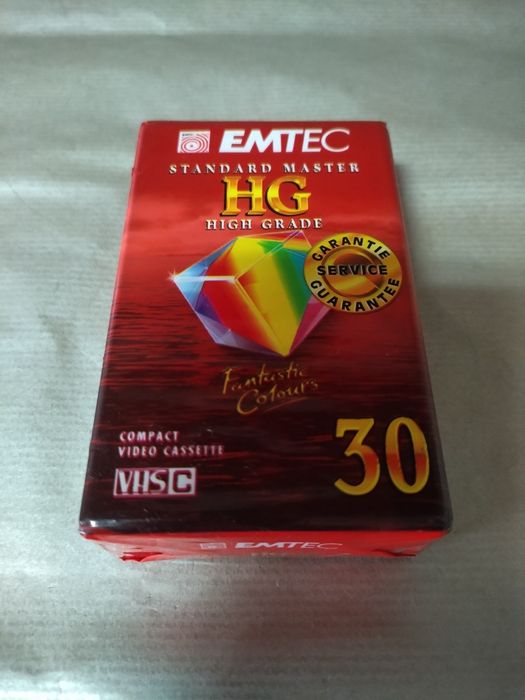 EMTEC
STANDARD MASTER
HG
HIGH GRADE
GARANTIE
SERVICE
GUARANTEE
Fantastic
Colours
COMPACT
VIDEO CASSETTE
VHS C
30
EMTEC